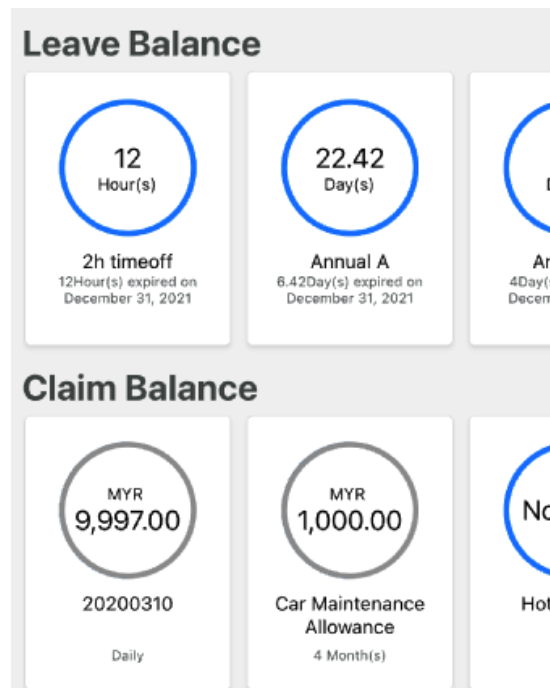 Leave Balance
12
Hour(s)
2h timeoff
12Hour(s) expired on
December 31, 2021
22.42
Day(s)
Annual A
6.42Day(s) expired on
December 31, 2021
Claim Balance
MYR
9,997.00
20200310
Daily
MYR
1,000.00
Car Maintenance
Allowance
4 Month(s)